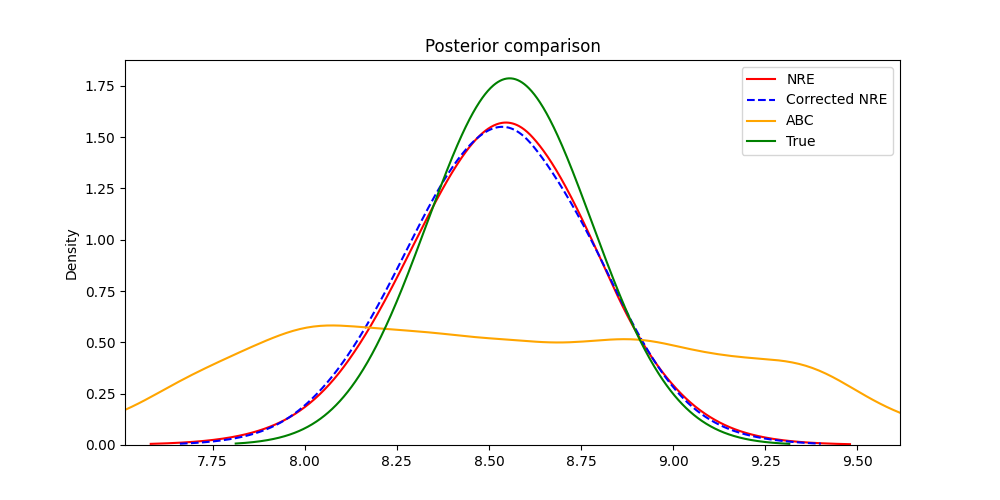 Posterior comparison
NRE
Corrected NRE
ABC
True
Density
1.75
1.50
1.25
1.00
0.75
0.50
0.25
0.00
7.75 8.00 8.25 8.50 8.75 9.00 9.25 9.50